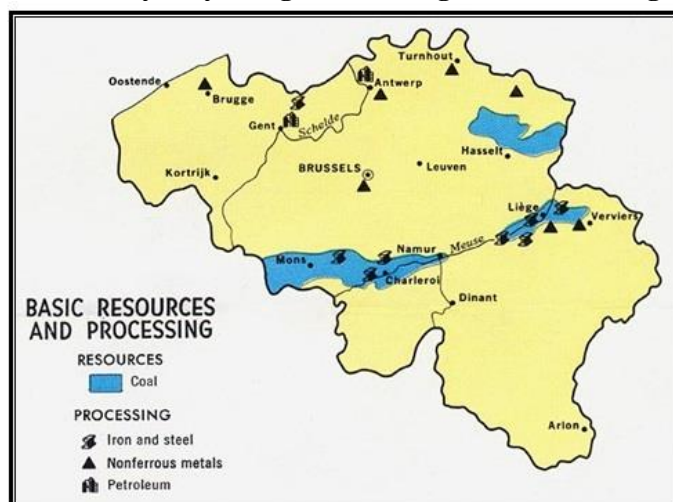 Turnhout
Oostende
Antwerp
Brugge
Gent
Schelde
Hasselt
Kortrijk
BRUSSELS
Leuven
Liège
Verviers
Namur
Meuse
Mons
Charleroi
Dinant
Arlon
BASIC RESOURCES
AND PROCESSING
RESOURCES
Coal
PROCESSING
Iron and steel
Nonferrous metals
Petroleum